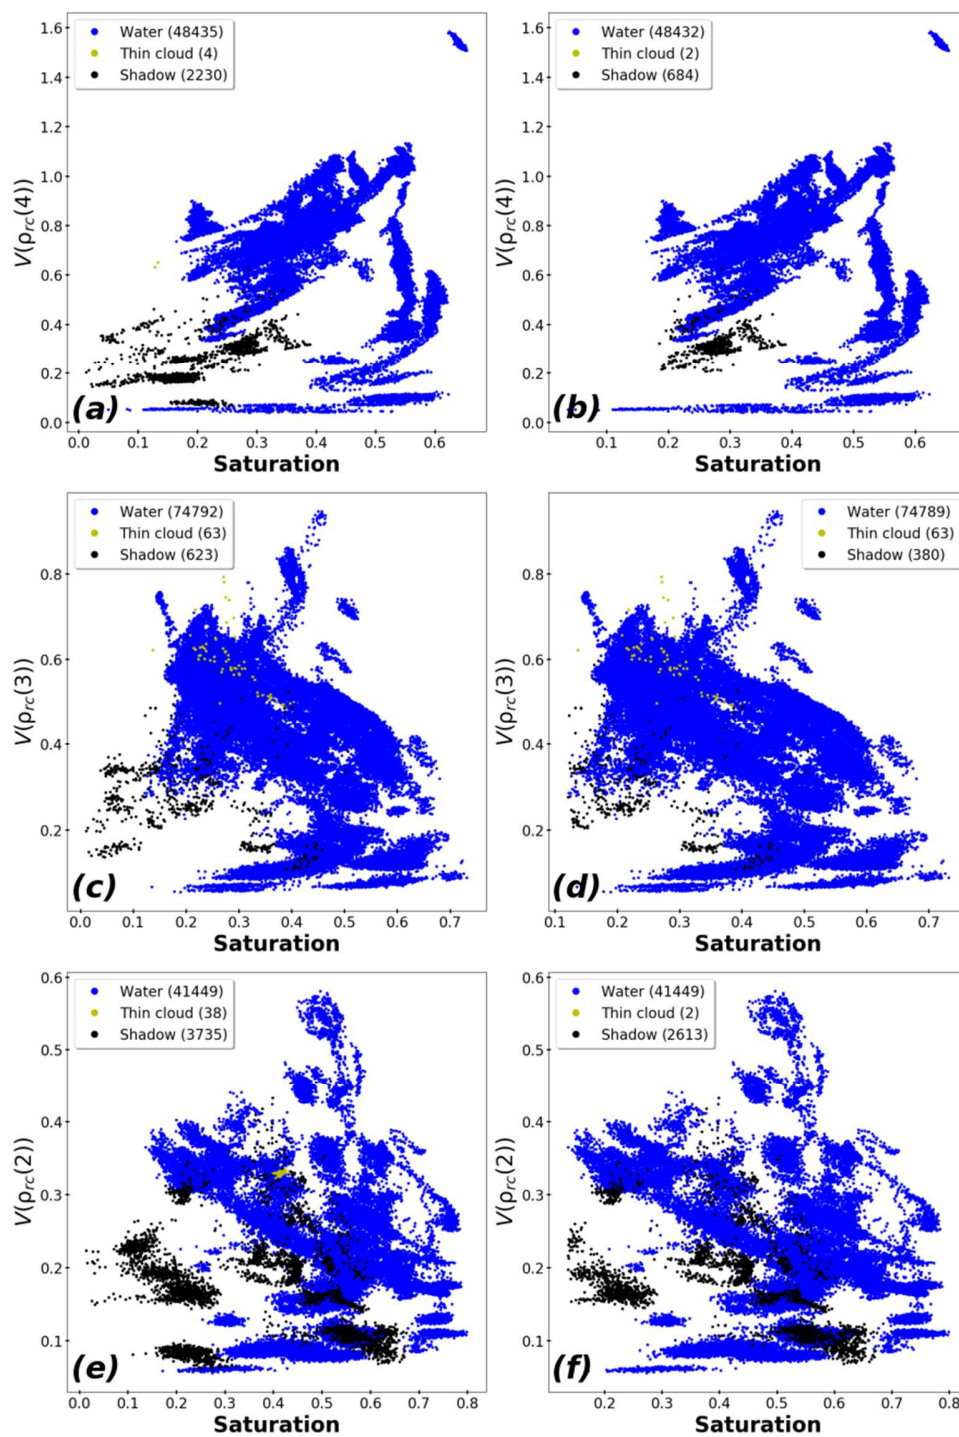 Water (48435)
Thin cloud (4)
Shadow (2230)
1.6
1.4
1.2
1.0
0.8
0.6
0.4
0.2
0.0
V(ρrc(4))
(a)
0.0 0.1 0.2 0.3 0.4 0.5 0.6
Saturation
Water (48432)
Thin cloud (2)
Shadow (684)
1.6
1.4
1.2
1.0
0.8
0.6
0.4
0.2
0.0
V(ρrc(4))
(b)
0.1 0.2 0.3 0.4 0.5 0.6
Saturation
Water (74792)
Thin cloud (63)
Shadow (623)
0.8
0.6
0.4
0.2
V(ρrc(3))
(c)
0.0 0.1 0.2 0.3 0.4 0.5 0.6 0.7
Saturation
Water (74789)
Thin cloud (63)
Shadow (380)
0.8
0.6
0.4
0.2
V(ρrc(3))
(d)
0.1 0.2 0.3 0.4 0.5 0.6 0.7
Saturation
Water (41449)
Thin cloud (38)
Shadow (3735)
0.6
0.5
0.4
0.3
0.2
0.1
V(ρrc(2))
(e)
0.0 0.1 0.2 0.3 0.4 0.5 0.6 0.7 0.8
Saturation
Water (41449)
Thin cloud (2)
Shadow (2613)
0.6
0.5
0.4
0.3
0.2
0.1
V(ρrc(2))
(f)
0.2 0.3 0.4 0.5 0.6 0.7 0.8
Saturation